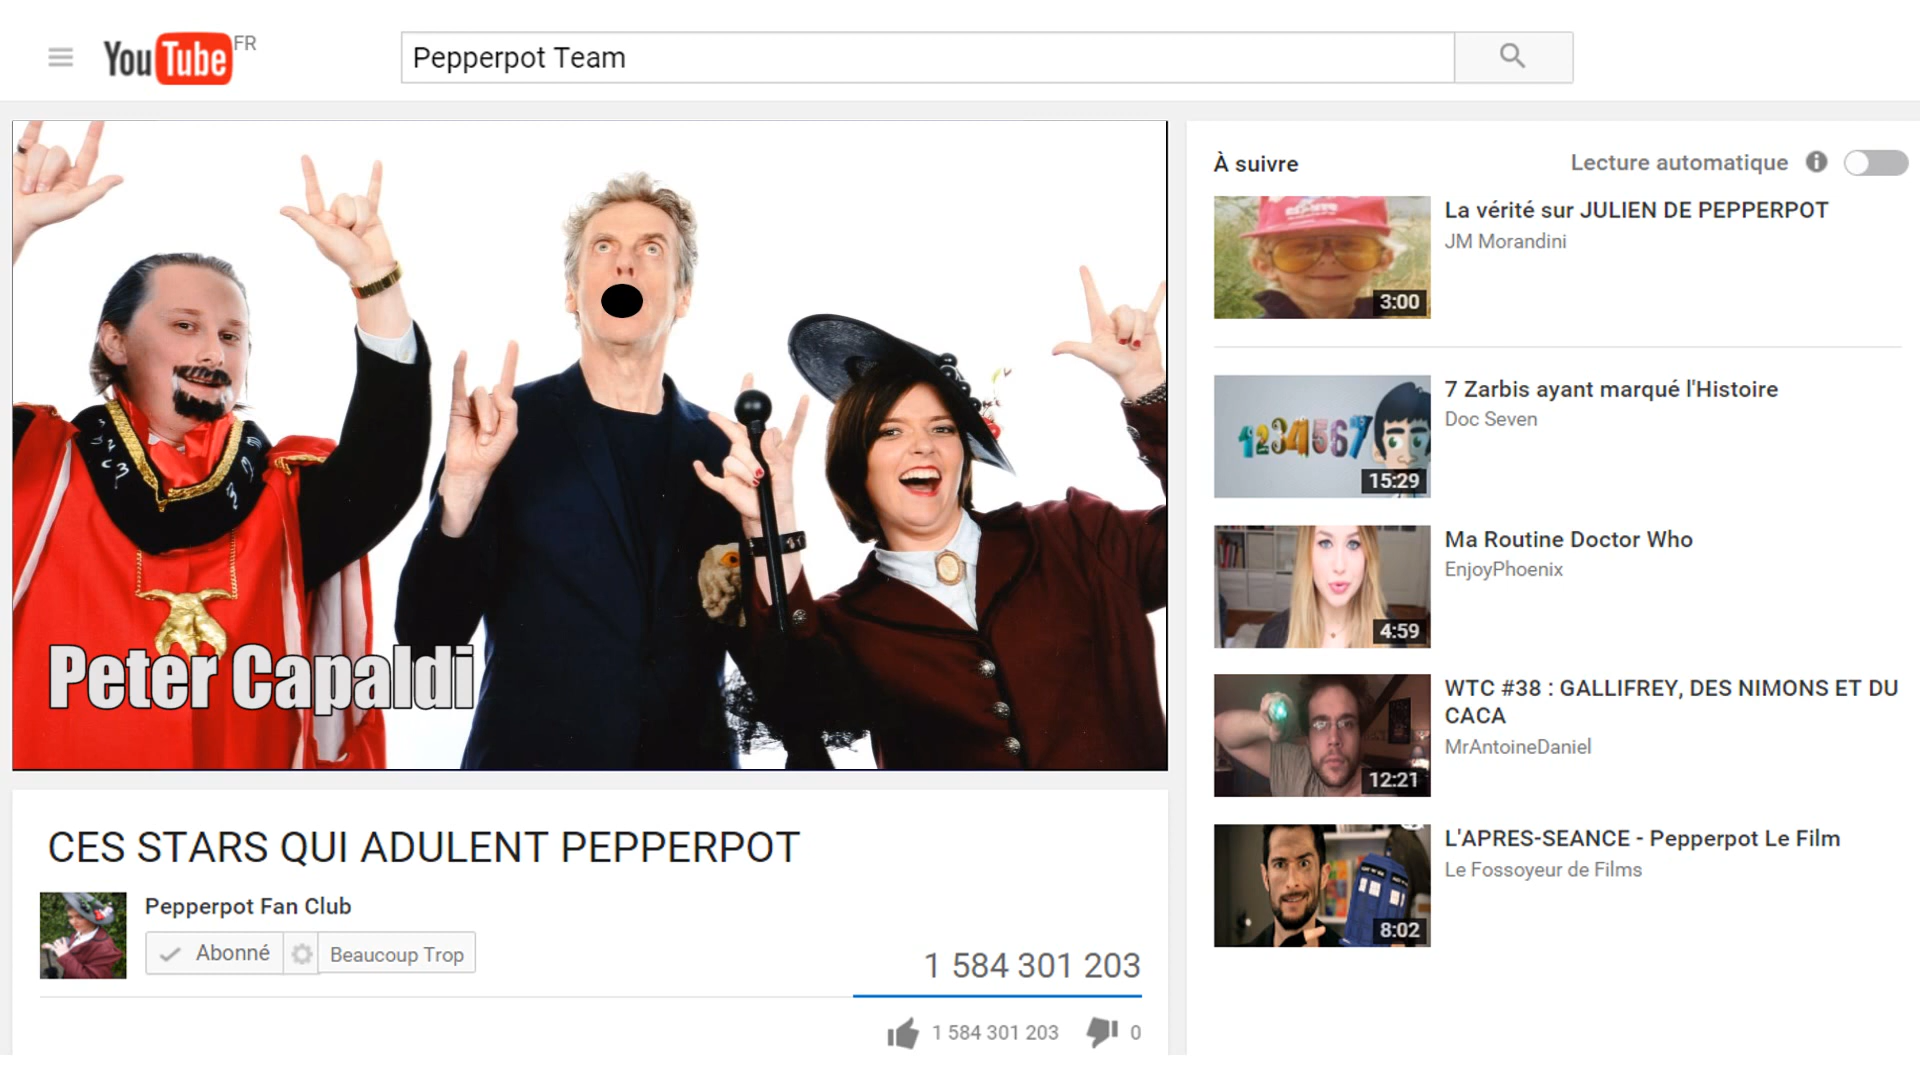 YouTube FR
Pepperpot Team
Peter Capaldi
CES STARS QUI ADULENT PEPPERPOT
Pepperpot Fan Club
Abonné
Beaucoup Trop
1 584 301 203
1 584 301 203
0
À suivre
Lecture automatique
La vérité sur JULIEN DE PEPPERPOT
JM Morandini
3:00
7 Zarbis ayant marqué l'Histoire
Doc Seven
1234567
15:29
Ma Routine Doctor Who
EnjoyPhoenix
4:59
WTC #38 : GALLIFREY, DES NIMONS ET DU
CACA
MrAntoineDaniel
12:21
L'APRES-SEANCE - Pepperpot Le Film
Le Fossoyeur de Films
8:02